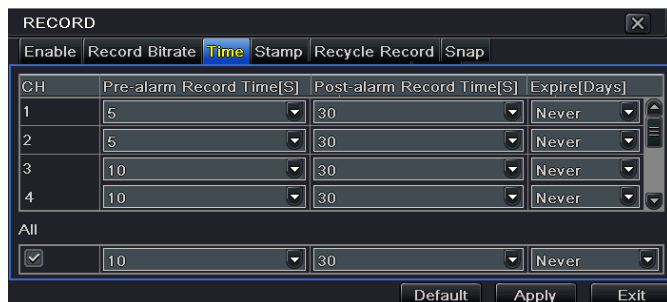 RECORD
Enable Record Bitrate Time Stamp Recycle Record Snap
CH Pre-alarm Record Time[S] Post-alarm Record Time[S] Expire[Days]
1 5 30 Never
2 5 30 Never
3 10 30 Never
4 10 30 Never
All
10 30 Never
Default Apply Exit